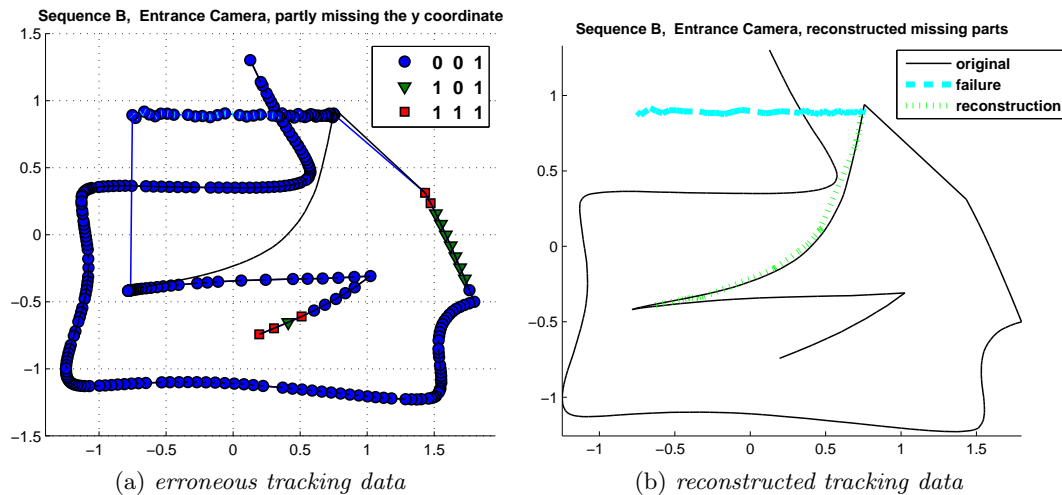 Sequence B, Entrance Camera, partly missing the y coordinate
1.5
1
0.5
0
−0.5
−1
−1.5
−1 −0.5 0 0.5 1 1.5
0 0 1
1 0 1
1 1 1
(a) erroneous tracking data
Sequence B, Entrance Camera, reconstructed missing parts
1
0.5
0
−0.5
−1
−1 −0.5 0 0.5 1 1.5
original
failure
reconstruction
(b) reconstructed tracking data